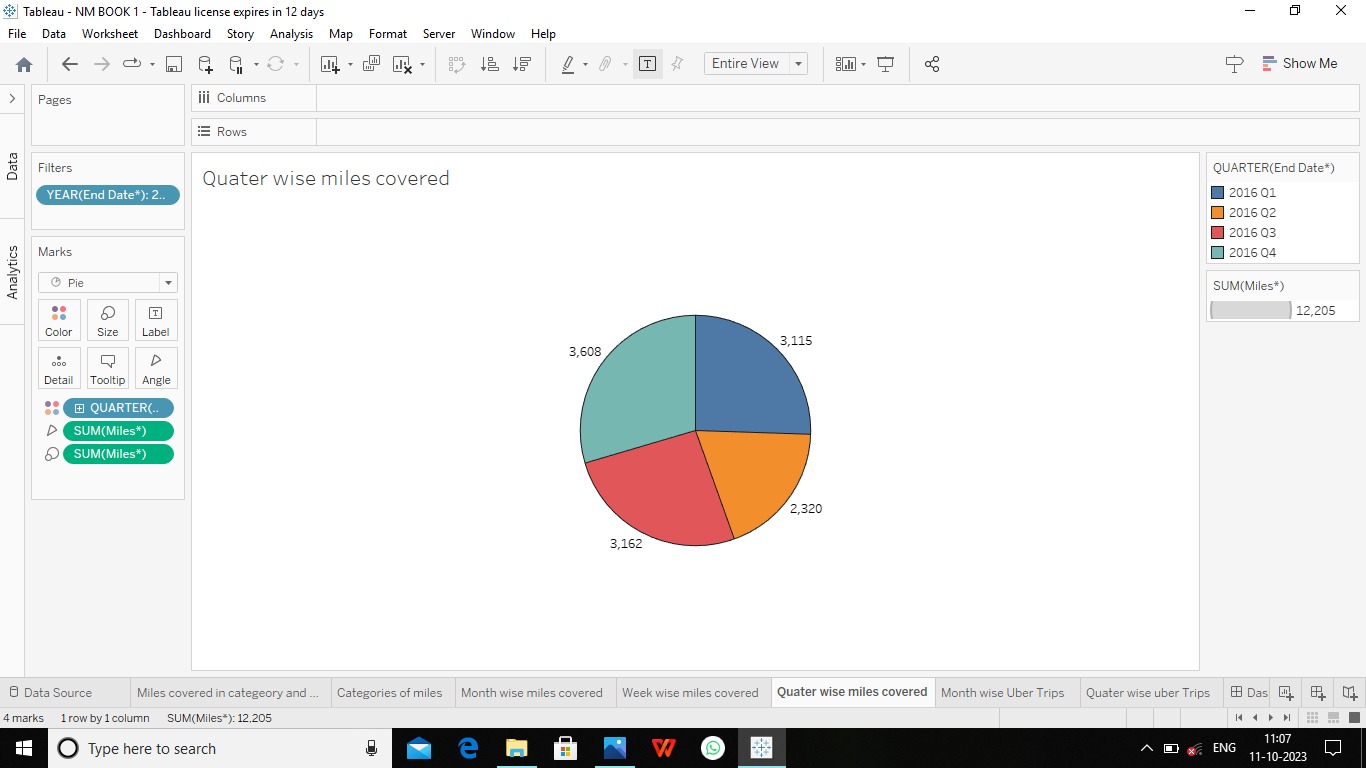 Tableau - NM BOOK 1 - Tableau license expires in 12 days
File Data Worksheet Dashboard Story Analysis Map Format Server Window Help
Entire View
Show Me
Pages
Columns
Rows
Data
Analytics
Filters
YEAR(End Date*): 2..
Marks
Pie
Color Size Label
Detail Tooltip Angle
QUARTER(..
SUM(Miles*)
SUM(Miles*)
Quater wise miles covered
3,115
3,608
2,320
3,162
QUARTER(End Date*)
2016 Q1
2016 Q2
2016 Q3
2016 Q4
SUM(Miles*)
12,205
Data Source Miles covered in categeory and ... Categories of miles Month wise miles covered Week wise miles covered Quater wise miles covered Month wise Uber Trips Quater wise uber Trips Das
4 marks 1 row by 1 column SUM(Miles*): 12,205
Type here to search
ENG
11:07
11-10-2023